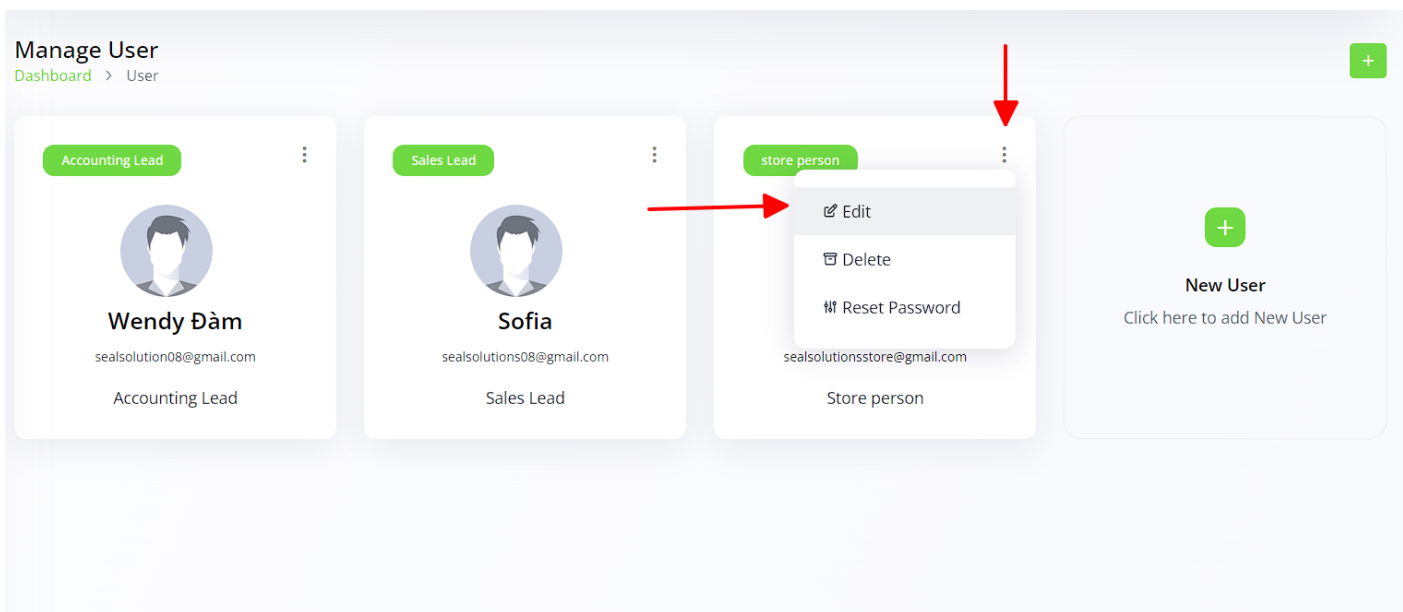 Manage User
Dashboard > User
+
Accounting Lead
Wendy Đàm
sealsolution08@gmail.com
Accounting Lead
Sales Lead
Sofia
sealsolutions08@gmail.com
Sales Lead
store person
Edit
Delete
Reset Password
sealsolutionsstore@gmail.com
Store person
+
New User
Click here to add New User